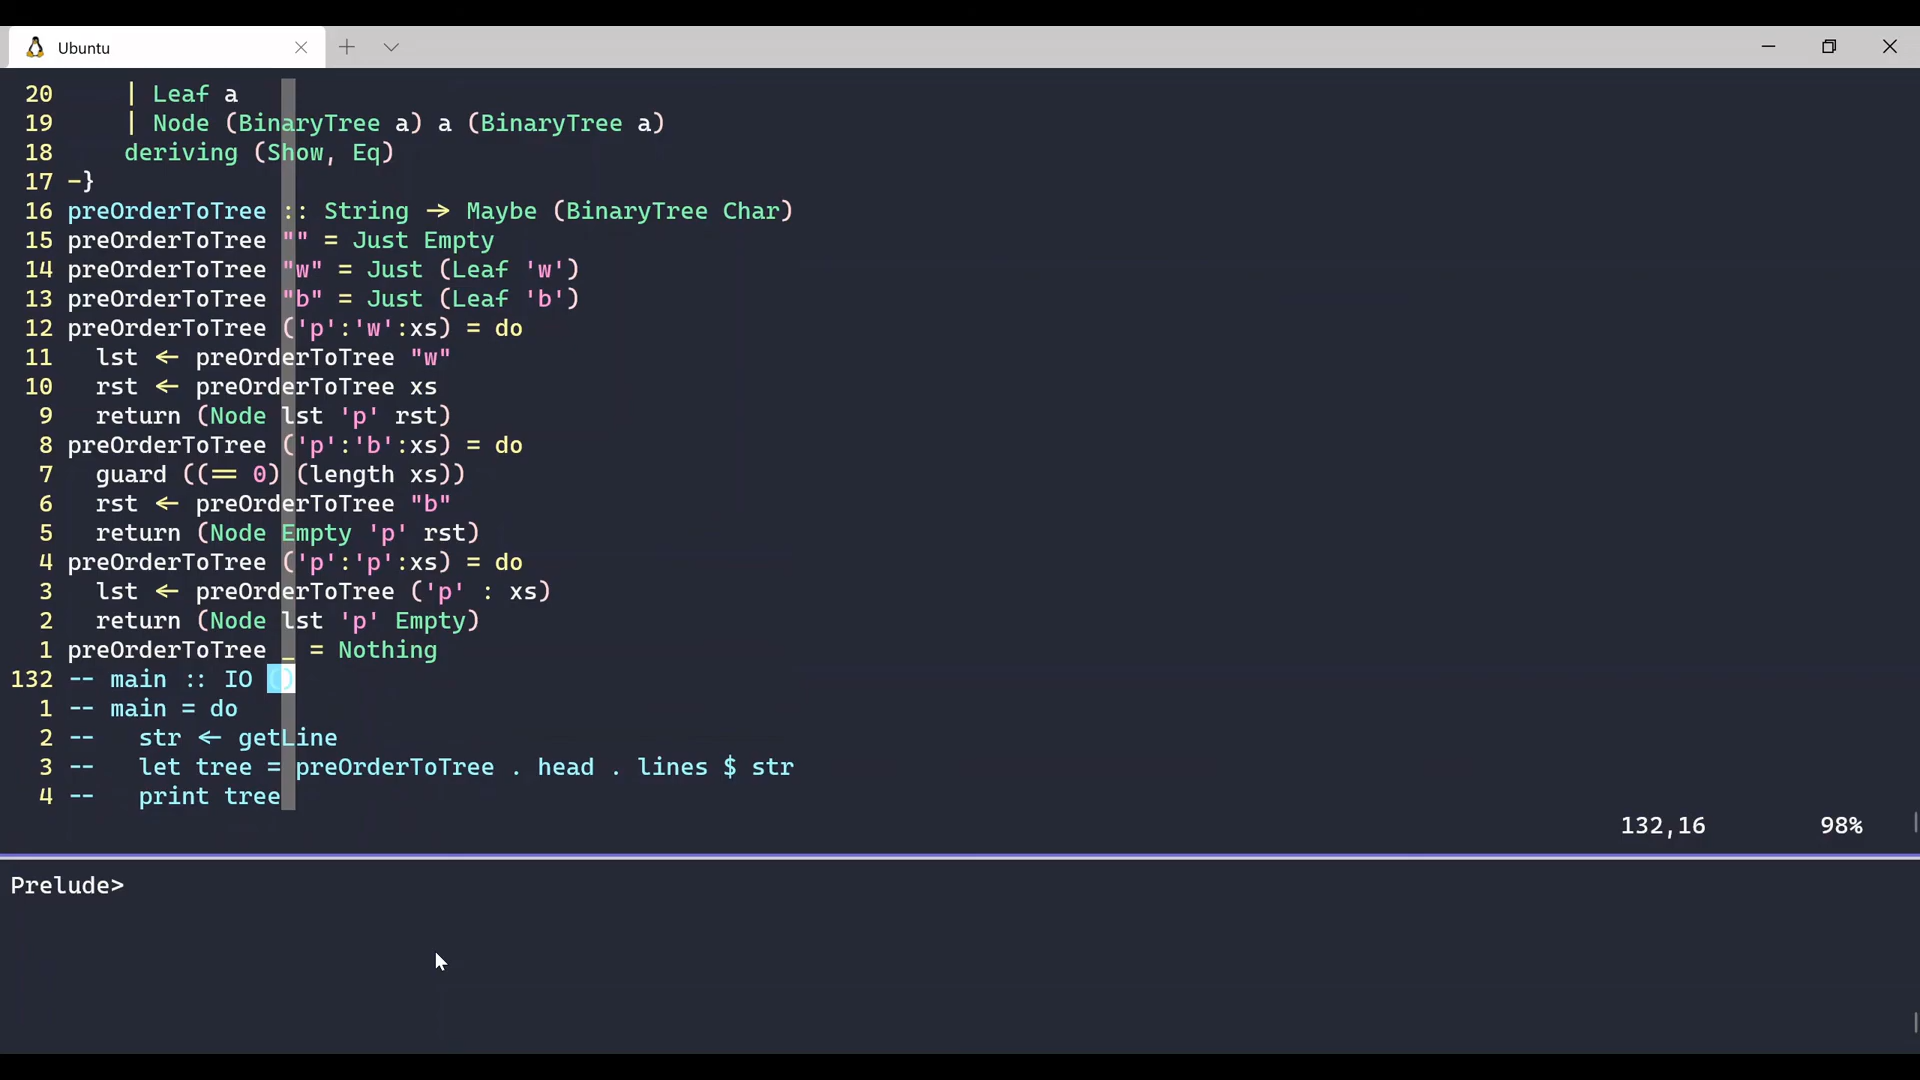 Ubuntu
20 | Leaf a
19 | Node (BinaryTree a) a (BinaryTree a)
18 deriving (Show, Eq)
17 -}
16 preOrderToTree :: String → Maybe (BinaryTree Char)
15 preOrderToTree "" = Just Empty
14 preOrderToTree "w" = Just (Leaf 'w')
13 preOrderToTree "b" = Just (Leaf 'b')
12 preOrderToTree ('p':'w':xs) = do
11 lst ← preOrderToTree "w"
10 rst ← preOrderToTree xs
9 return (Node lst 'p' rst)
8 preOrderToTree ('p':'b':xs) = do
7 guard ((== 0) (length xs))
6 rst ← preOrderToTree "b"
5 return (Node Empty 'p' rst)
4 preOrderToTree ('p':'p':xs) = do
3 lst ← preOrderToTree ('p' : xs)
2 return (Node lst 'p' Empty)
1 preOrderToTree _ = Nothing
132 -- main :: IO ()
1 -- main = do
2 -- str ← getLine
3 -- let tree = preOrderToTree . head . lines $ str
4 -- print tree
132,16 98%
Prelude>